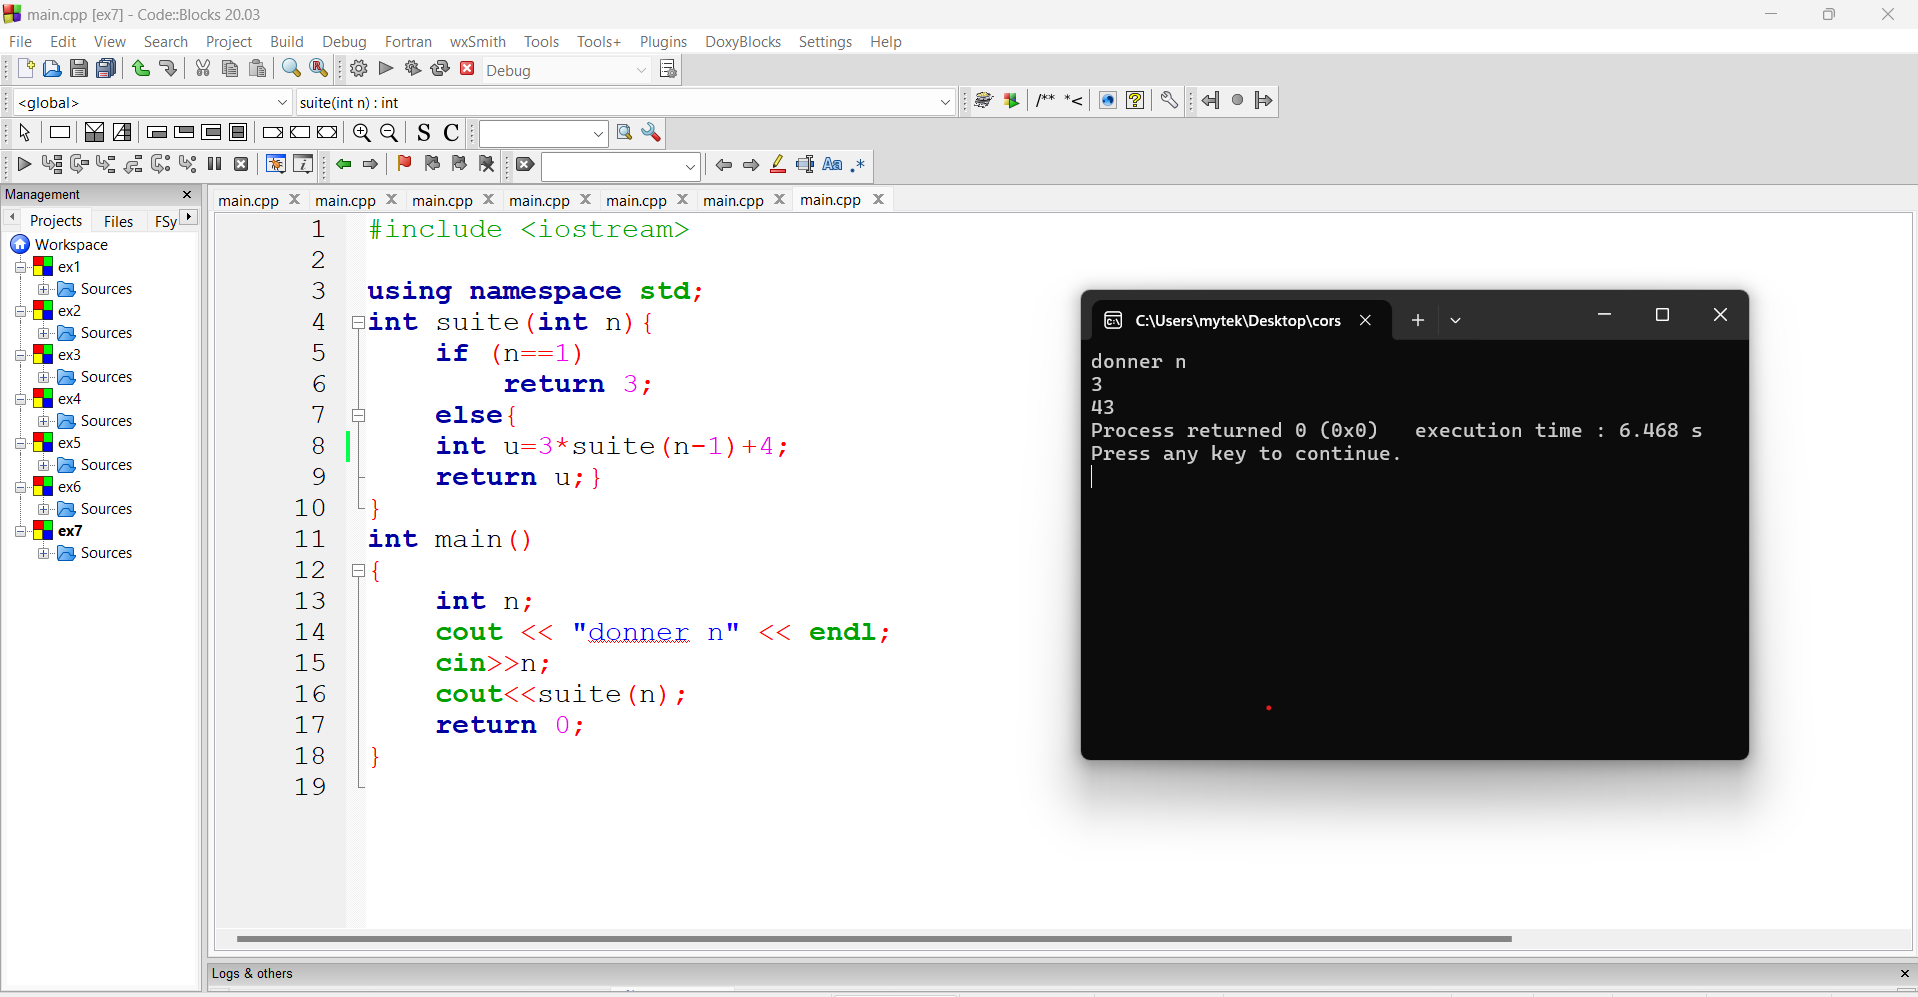 main.cpp [ex7] - Code::Blocks 20.03
File Edit View Search Project Build Debug Fortran wxSmith Tools Tools+ Plugins DoxyBlocks Settings Help
Debug
<global> suite(int n) : int
/** *<
S C
Aa .*
Management
Projects Files FSy
Workspace
ex1
Sources
ex2
Sources
ex3
Sources
ex4
Sources
ex5
Sources
ex6
Sources
ex7
Sources
main.cpp main.cpp main.cpp main.cpp main.cpp main.cpp main.cpp
1 #include <iostream>
2
3 using namespace std;
4 int suite(int n){
5 if (n==1)
6 return 3;
7 else{
8 int u=3*suite(n-1)+4;
9 return u;}
10 }
11 int main()
12 {
13 int n;
14 cout << "donner n" << endl;
15 cin>>n;
16 cout<<suite(n);
17 return 0;
18 }
19
C:\Users\mytek\Desktop\cors
donner n
3
43
Process returned 0 (0x0)   execution time : 6.468 s
Press any key to continue.
Logs & others